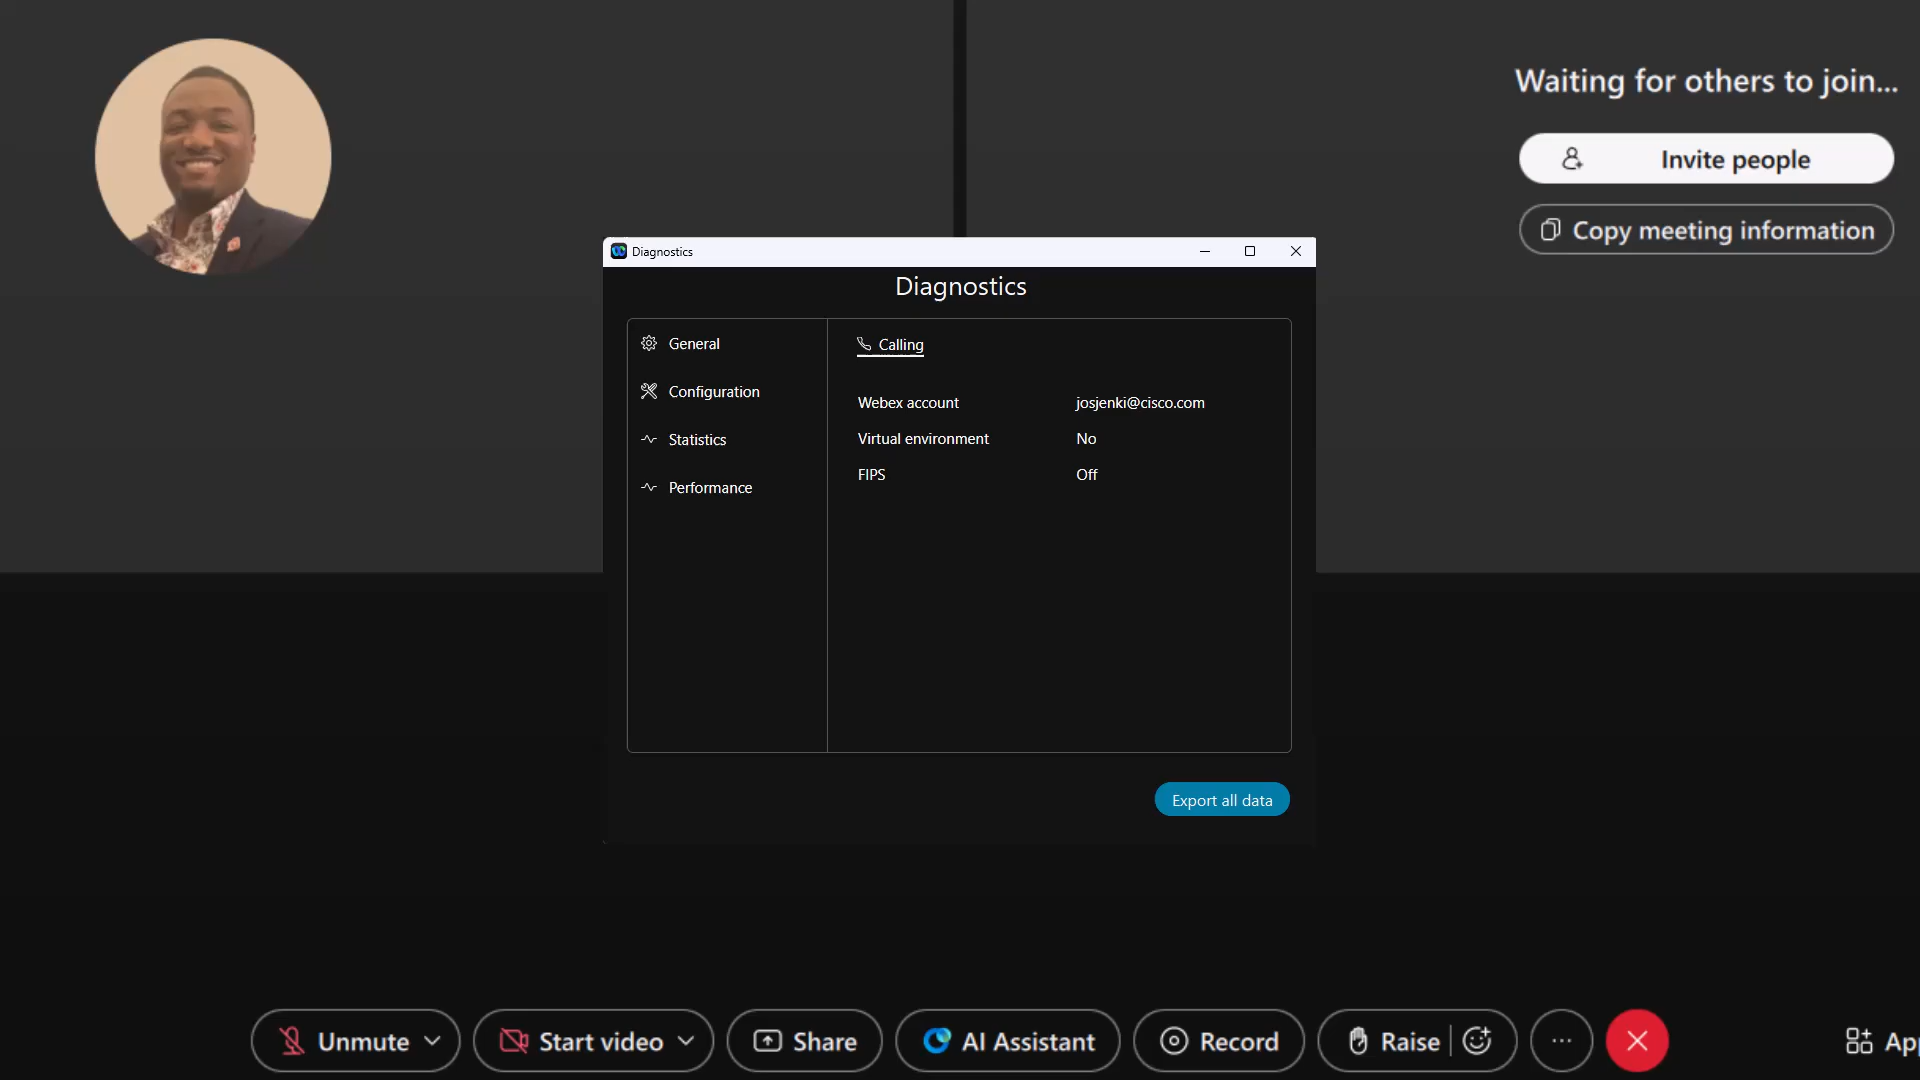 Waiting for others to join...
Invite people
Copy meeting information
Diagnostics
Diagnostics
General
Configuration
Statistics
Performance
Calling
Webex account josjenki@cisco.com
Virtual environment No
FIPS Off
Export all data
Unmute Start video Share AI Assistant Record Raise